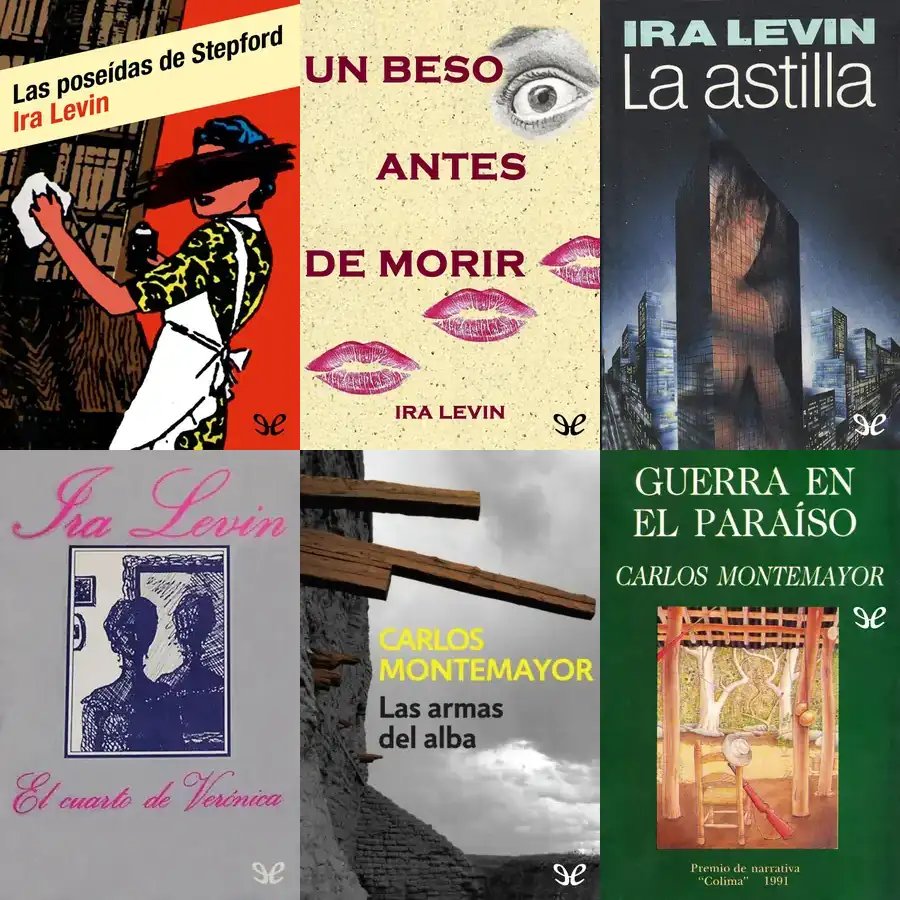 Las poseídas de Stepford
Ira Levin
UN BESO
ANTES
DE MORIR
IRA LEVIN
IRA LEVIN
La astilla
Ira Levin
El cuarto de Verónica
CARLOS
MONTEMAYOR
Las armas
del alba
GUERRA EN
EL PARAÍSO
CARLOS MONTEMAYOR
Premio de narrativa
"Colima" 1991